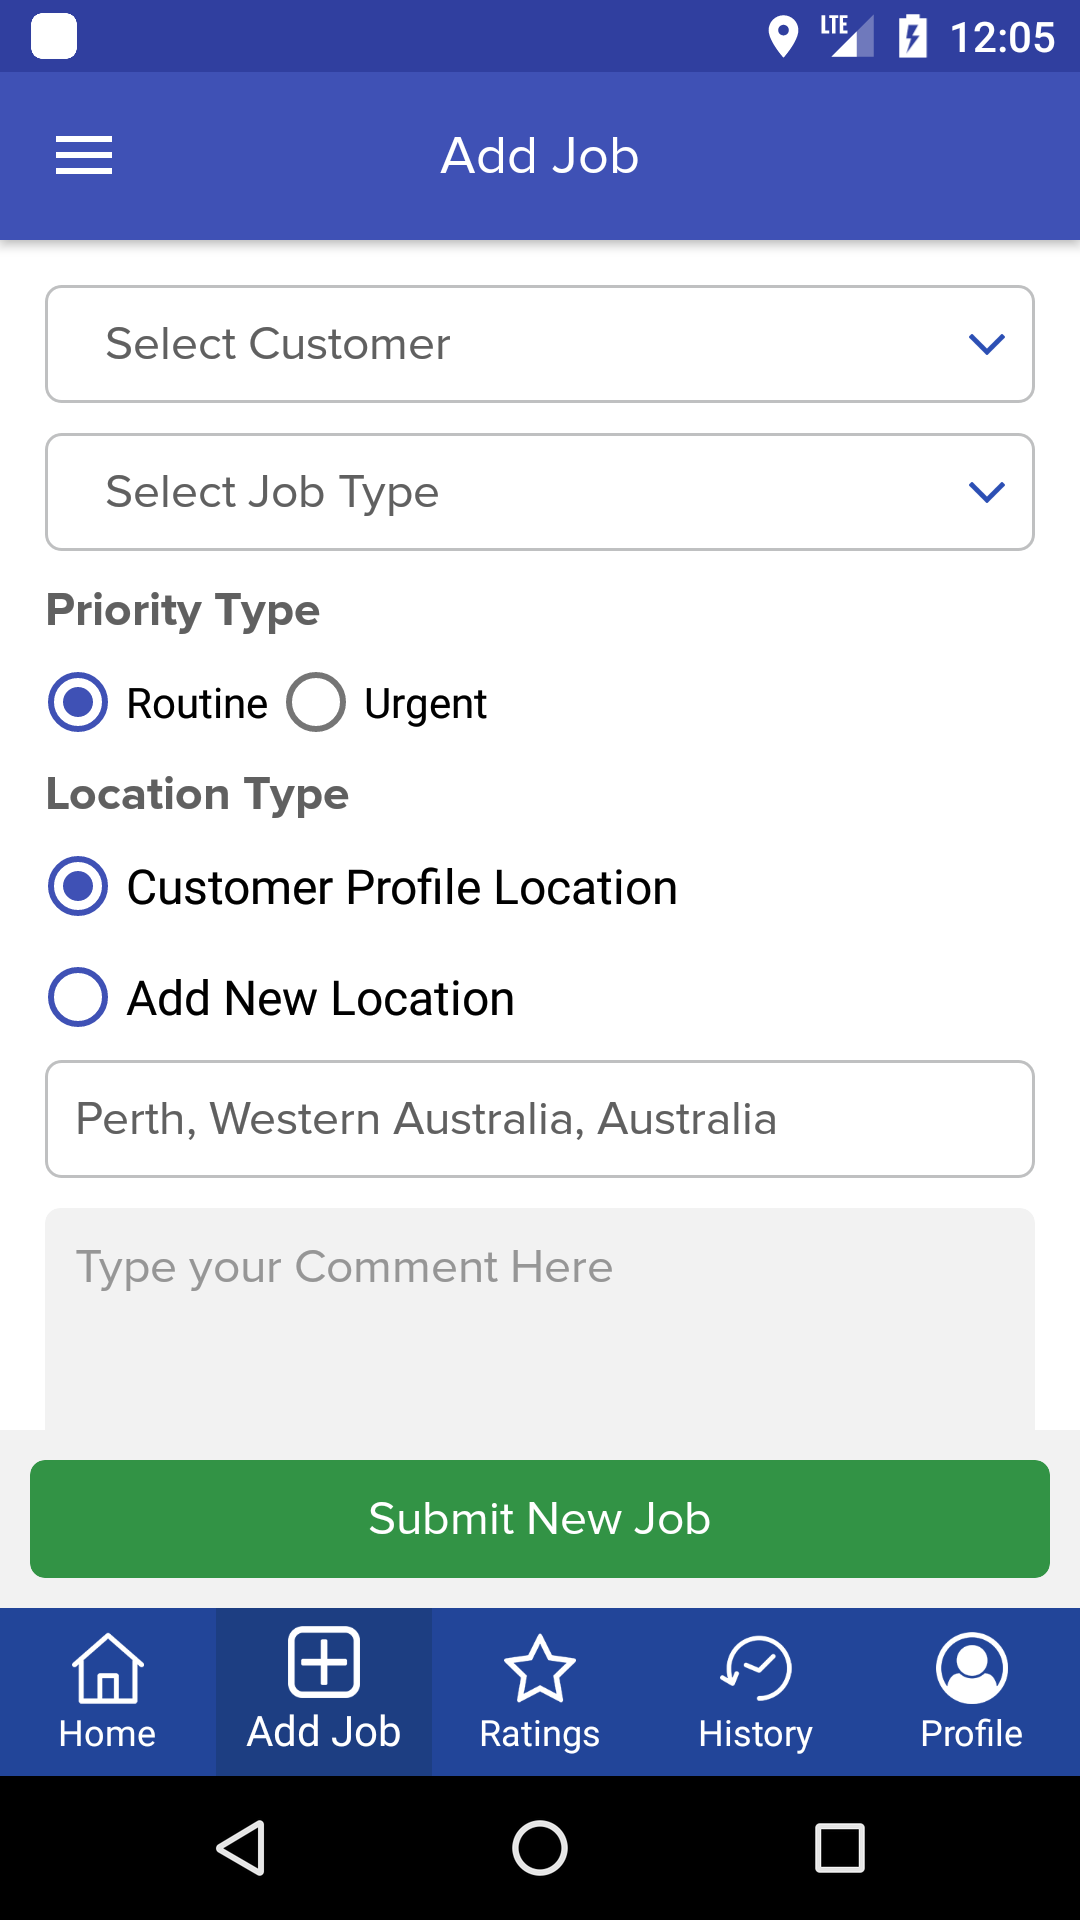 LTE 12:05
Add Job
Select Customer
Select Job Type
Priority Type
Routine Urgent
Location Type
Customer Profile Location
Add New Location
Perth, Western Australia, Australia
Type your Comment Here
Submit New Job
Home Add Job Ratings History Profile